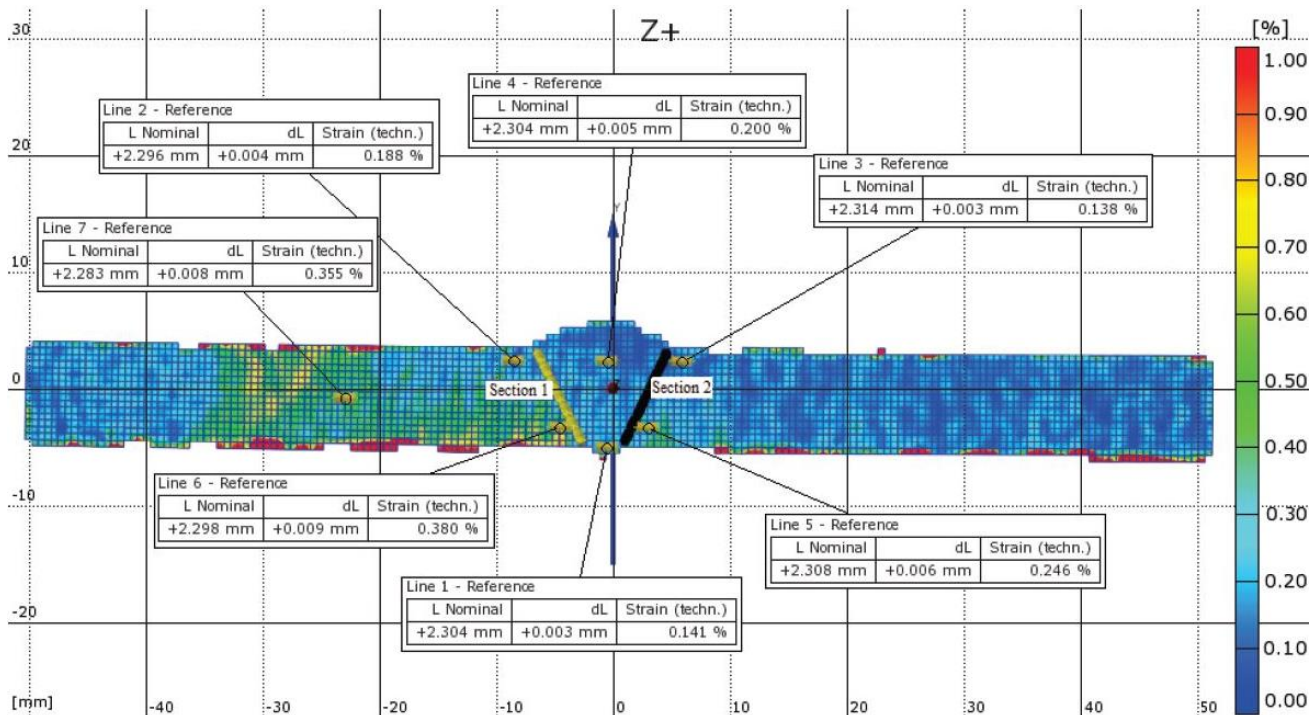 Z+
[%]
30
20
10
0
-10
-20
[mm]
-40
-30
-20
-10
0
10
20
30
40
50
1.00
0.90
0.80
0.70
0.60
0.50
0.40
0.30
0.20
0.10
0.00
Line 4 - Reference
L Nominal dL Strain (techn.)
+2.304 mm +0.005 mm 0.200 %
Line 2 - Reference
L Nominal dL Strain (techn.)
+2.296 mm +0.004 mm 0.188 %
Line 3 - Reference
L Nominal dL Strain (techn.)
+2.314 mm +0.003 mm 0.138 %
Line 7 - Reference
L Nominal dL Strain (techn.)
+2.283 mm +0.008 mm 0.355 %
Y
Section 1
Section 2
Line 6 - Reference
L Nominal dL Strain (techn.)
+2.298 mm +0.009 mm 0.380 %
Line 5 - Reference
L Nominal dL Strain (techn.)
+2.308 mm +0.006 mm 0.246 %
Line 1 - Reference
L Nominal dL Strain (techn.)
+2.304 mm +0.003 mm 0.141 %